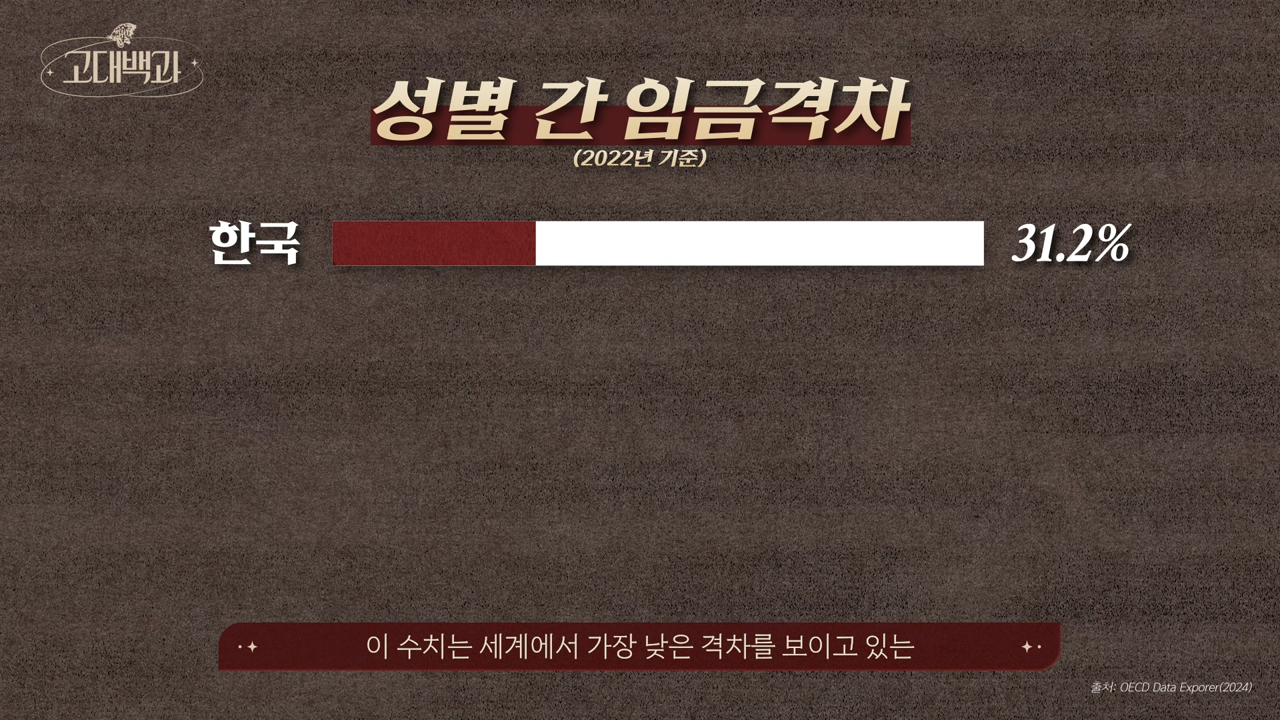 고대백과
성별 간 임금격차
(2022년 기준)
한국 31.2%
이 수치는 세계에서 가장 낮은 격차를 보이고 있는
출처: OECD Data Exporer(2024)